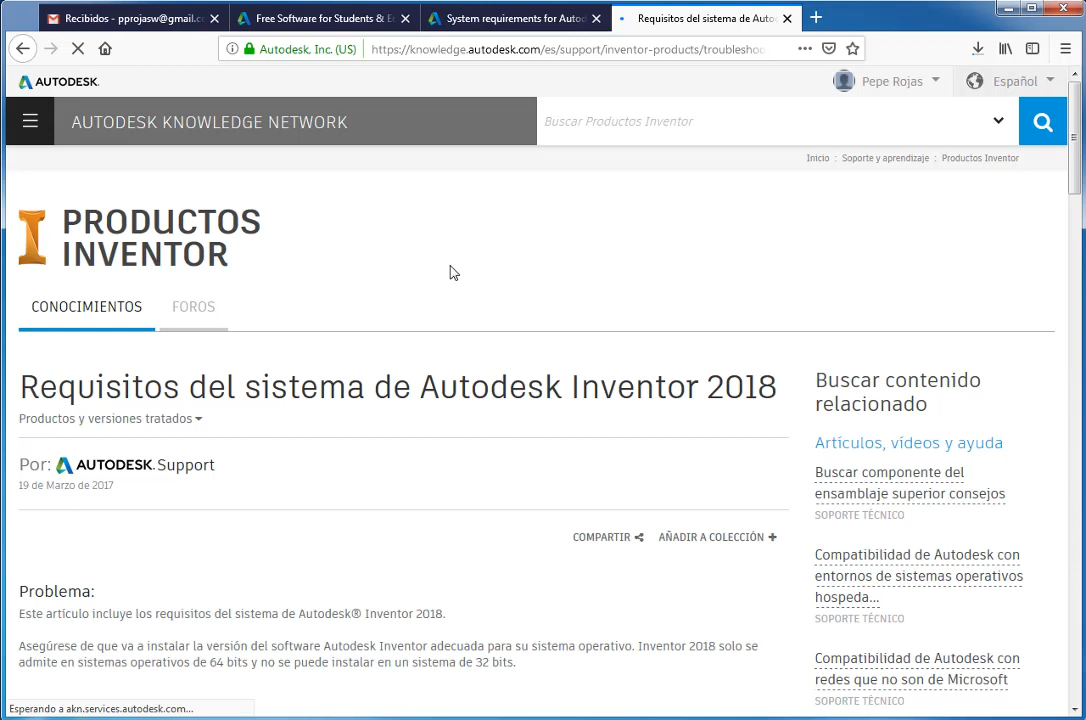 Recibidos - pprojasw@gmail.cc
Free Software for Students & E
System requirements for Autod
Requisitos del sistema de Autod
Autodesk, Inc. (US)
https://knowledge.autodesk.com/es/support/inventor-products/troublesho
AUTODESK.
Pepe Rojas
Español
AUTODESK KNOWLEDGE NETWORK
Buscar Productos Inventor
Inicio : Soporte y aprendizaje : Productos Inventor
PRODUCTOS
INVENTOR
CONOCIMIENTOS
FOROS
Requisitos del sistema de Autodesk Inventor 2018
Productos y versiones tratados
Por: AUTODESK. Support
19 de Marzo de 2017
COMPARTIR
AÑADIR A COLECCIÓN
Problema:
Este artículo incluye los requisitos del sistema de Autodesk® Inventor 2018.
Asegúrese de que va a instalar la versión del software Autodesk Inventor adecuada para su sistema operativo. Inventor 2018 solo se
admite en sistemas operativos de 64 bits y no se puede instalar en un sistema de 32 bits.
Buscar contenido
relacionado
Artículos, vídeos y ayuda
Buscar componente del
ensamblaje superior consejos
SOPORTE TÉCNICO
Compatibilidad de Autodesk con
entornos de sistemas operativos
hospeda...
SOPORTE TÉCNICO
Compatibilidad de Autodesk con
redes que no son de Microsoft
SOPORTE TÉCNICO
Esperando a akn.services.autodesk.com...